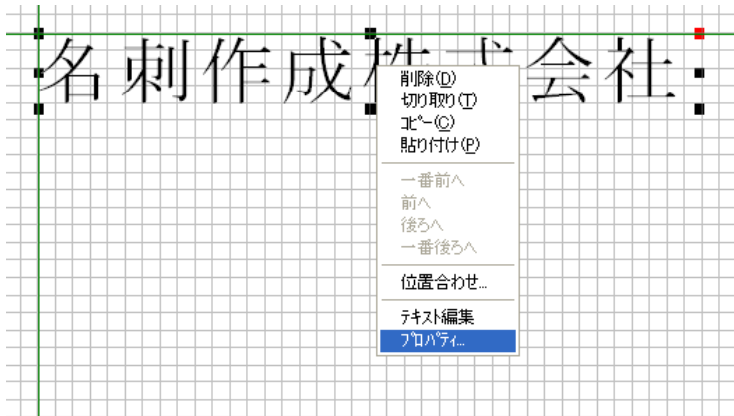 名刺作成株式会社
削除(D)
切り取り(T)
ｺﾋﾟｰ(C)
貼り付け(P)
一番前へ
前へ
後ろへ
一番後ろへ
位置合わせ...
ﾃｷｽﾄ編集
ﾌﾟﾛﾊﾟﾃｨ...